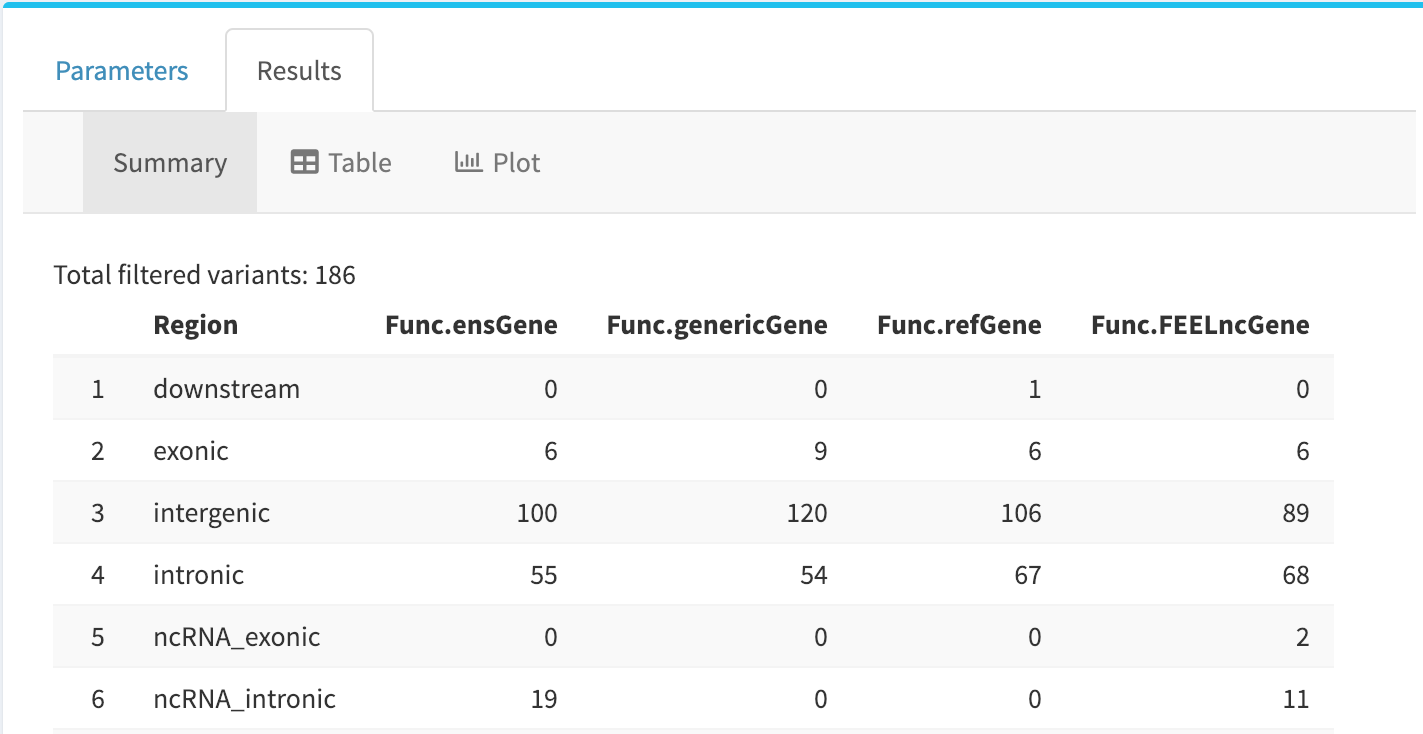 Parameters Results
Summary Table Plot
Total filtered variants: 186
Region Func.ensGene Func.genericGene Func.refGene Func.FEELncGene
1 downstream 0 0 1 0
2 exonic 6 9 6 6
3 intergenic 100 120 106 89
4 intronic 55 54 67 68
5 ncRNA_exonic 0 0 0 2
6 ncRNA_intronic 19 0 0 11